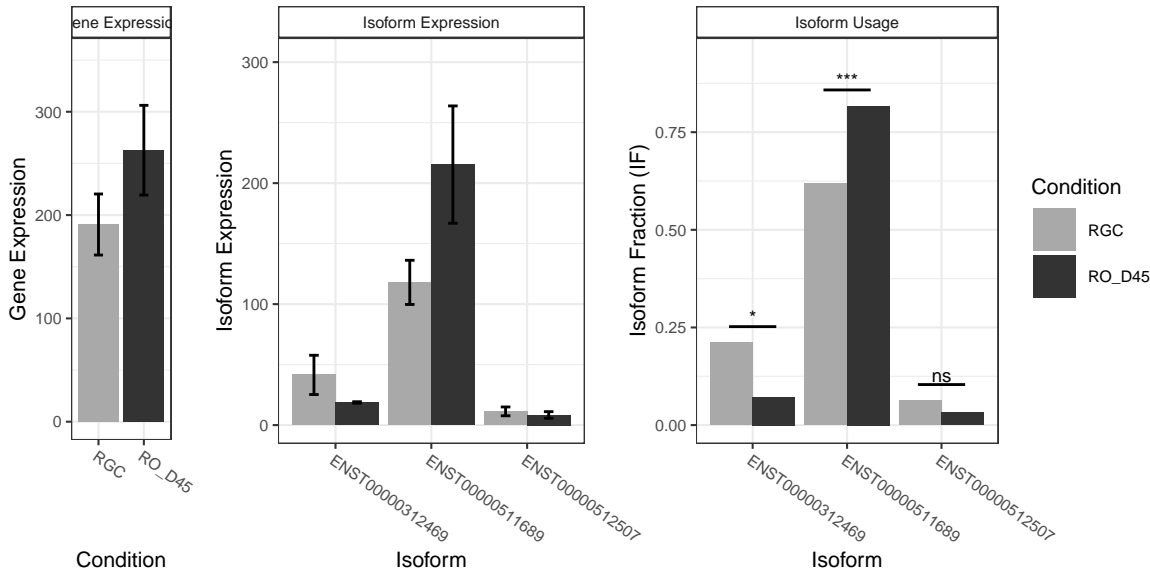 ene Expressio
Gene Expression
300
200
100
0
RGC
RO_D45
Condition
Isoform Expression
Isoform Expression
300
200
100
0
ENST00000312469
ENST00000511689
ENST00000512507
Isoform
Isoform Usage
Isoform Fraction (IF)
0.75
0.50
0.25
0.00
*
***
ns
ENST00000312469
ENST00000511689
ENST00000512507
Isoform
Condition
RGC
RO_D45